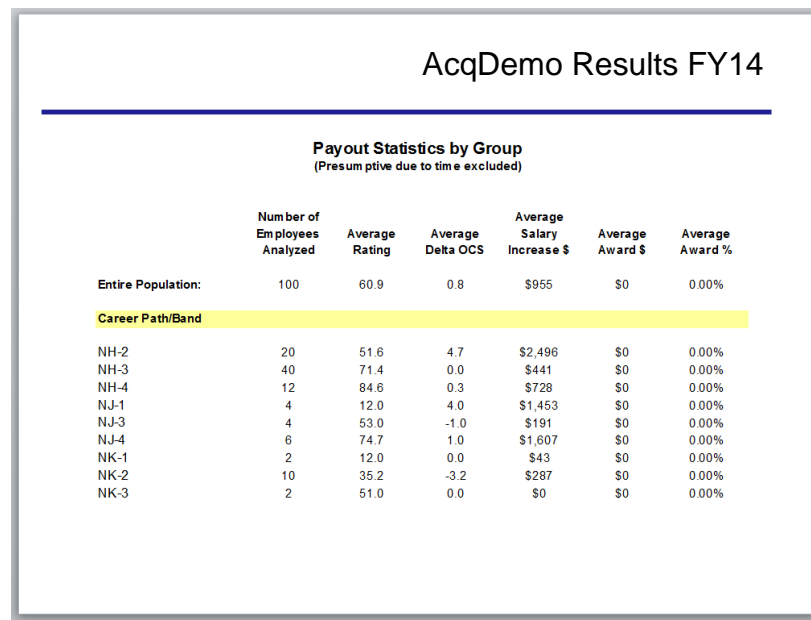 AcqDemo Results FY14
Payout Statistics by Group
(Presumptive due to time excluded)
Number of Employees Analyzed Average Rating Average Delta OCS Average Salary Increase $ Average Award $ Average Award %
Entire Population: 100 60.9 0.8 $955 $0 0.00%
Career Path/Band
NH-2 20 51.6 4.7 $2,496 $0 0.00%
NH-3 40 71.4 0.0 $441 $0 0.00%
NH-4 12 84.6 0.3 $728 $0 0.00%
NJ-1 4 12.0 4.0 $1,453 $0 0.00%
NJ-3 4 53.0 -1.0 $191 $0 0.00%
NJ-4 6 74.7 1.0 $1,607 $0 0.00%
NK-1 2 12.0 0.0 $43 $0 0.00%
NK-2 10 35.2 -3.2 $287 $0 0.00%
NK-3 2 51.0 0.0 $0 $0 0.00%